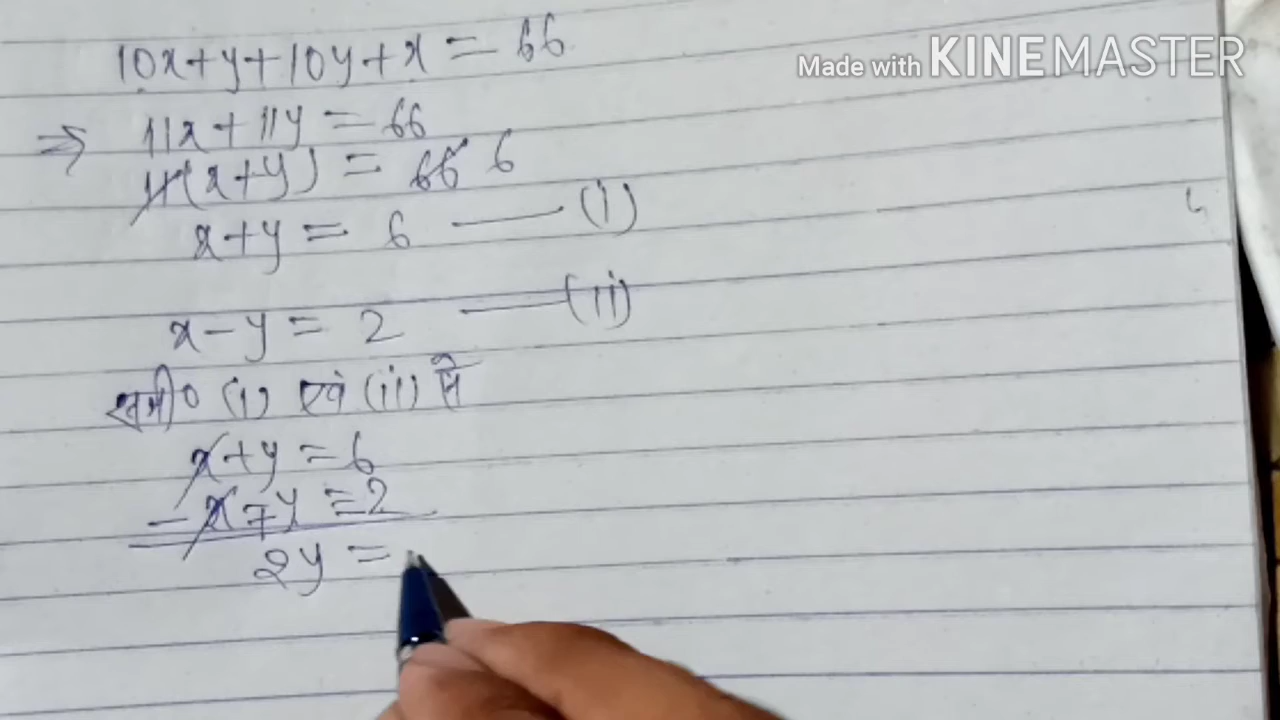 10x+y+10y+x = 66
Made with KINEMASTER
⇒ 11x+11y = 66
11(x+y) = 66 6
x+y = 6 —— (i)
x-y = 2 —— (ii)
समी० (i) एवं (ii) से
x+y = 6
- x∓y = 2
2y =